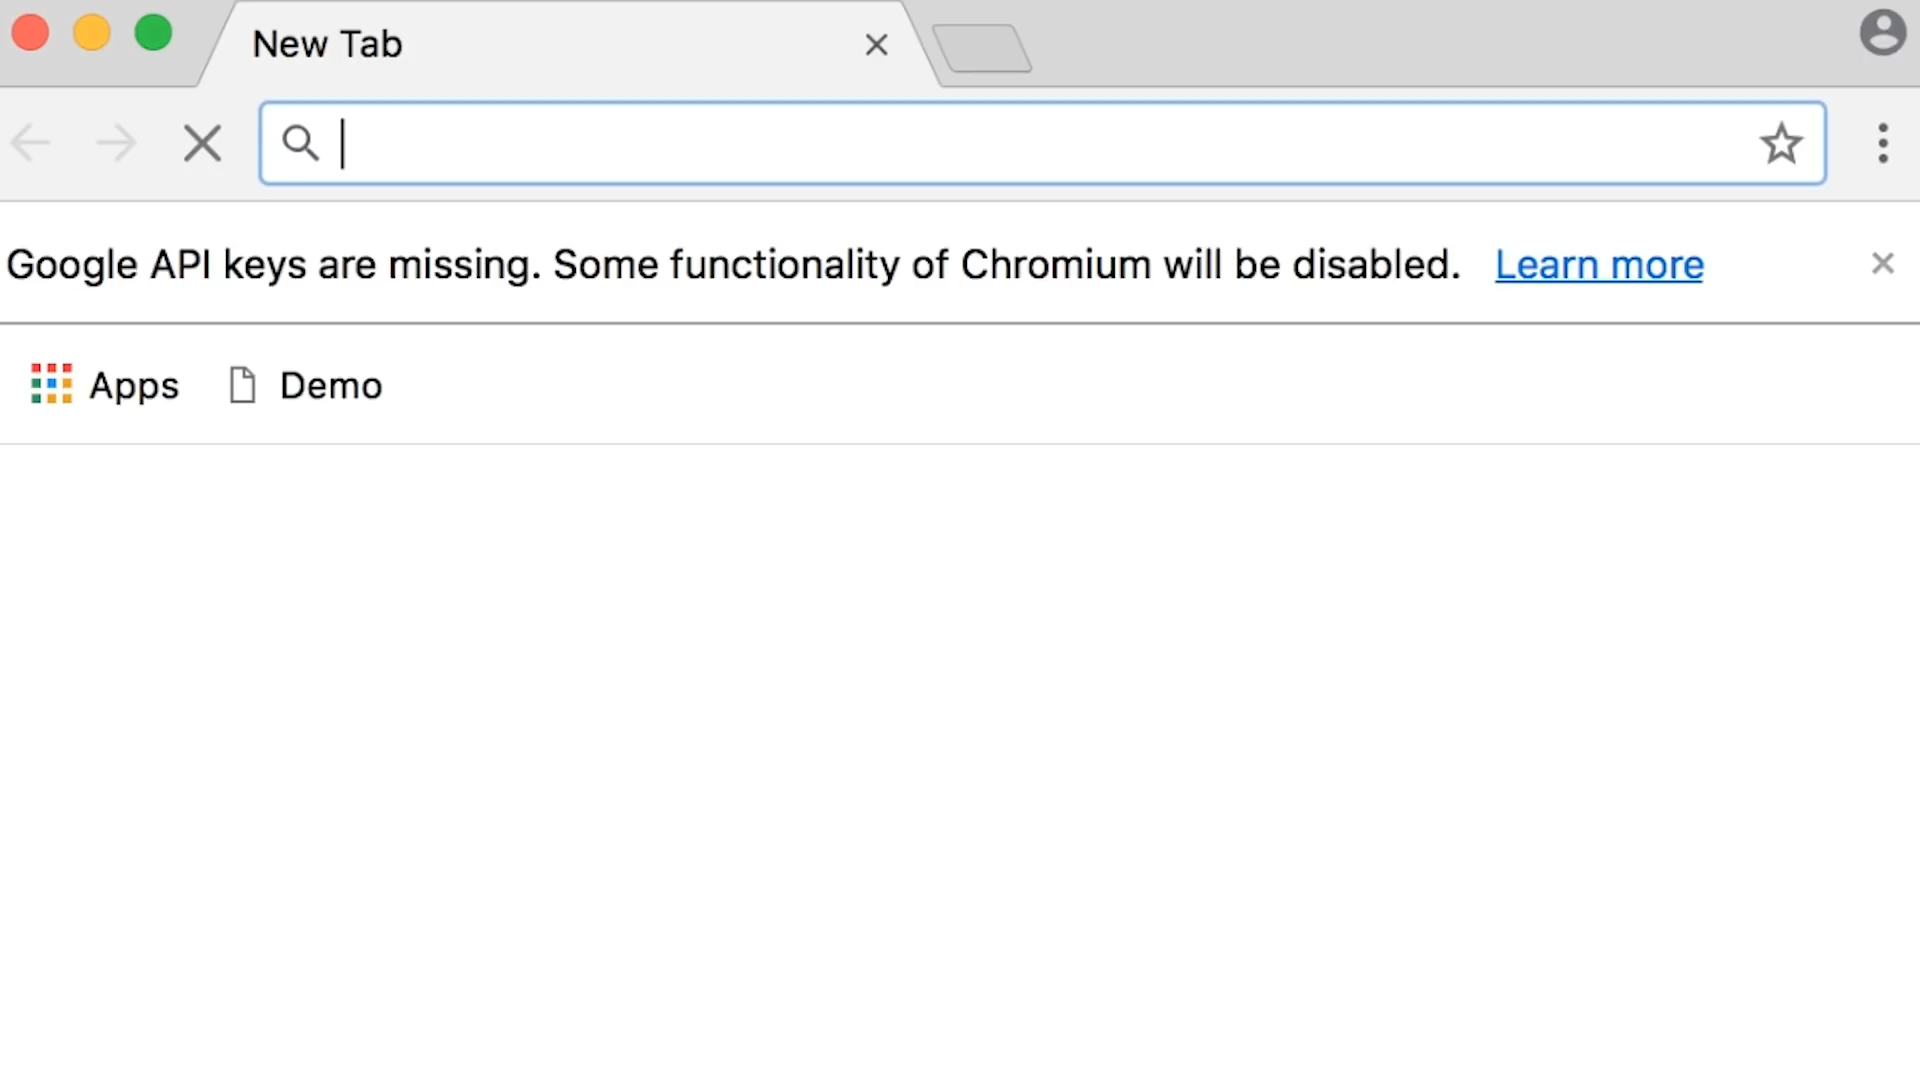 New Tab
Google API keys are missing. Some functionality of Chromium will be disabled. Learn more
Apps Demo